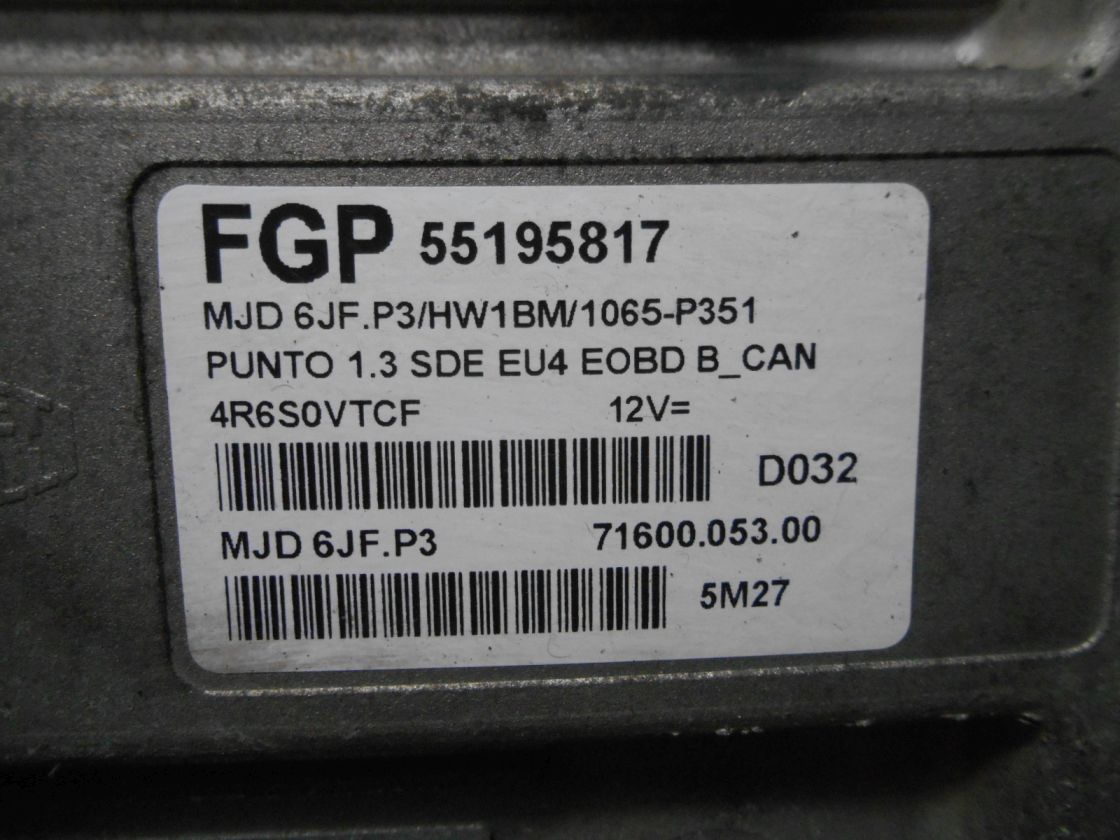 FGP 55195817
MJD 6JF.P3/HW1BM/1065-P351
PUNTO 1.3 SDE EU4 EOBD B_CAN
4R6S0VTCF 12V=
D032
MJD 6JF.P3 71600.053.00
5M27